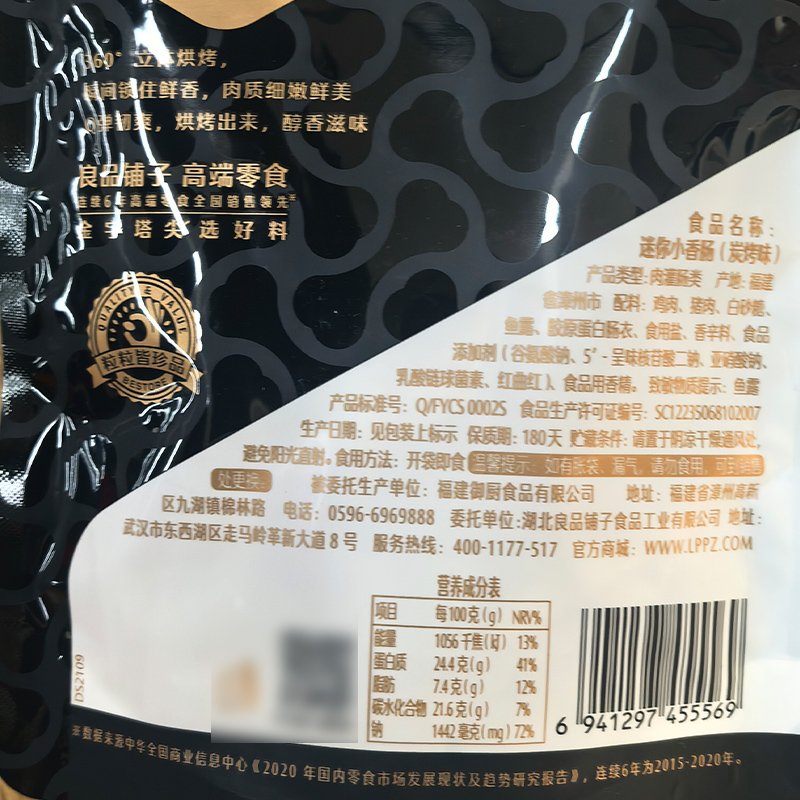 360° 立体烘烤，
瞬间锁住鲜香，肉质细嫩鲜美
弹韧爽，烘烤出来，醇香滋味
良品铺子 高端零食
连续6年高端零食全国销售领先※
金字塔尖 选好料
QUALITY & VALUE
粒粒皆珍品
BESTORE
食品名称：
迷你小香肠（炭烤味）
产品类型：肉灌肠类 产地：福建
省漳州市 配料：鸡肉、猪肉、白砂糖、
鱼露、胶原蛋白肠衣、食用盐、香辛料、食品
添加剂（谷氨酸钠、5'-呈味核苷酸二钠、亚硝酸钠、
乳酸链球菌素、红曲红）、食品用香精。 致敏物质提示：鱼露
产品标准号：Q/FYCS 0002S 食品生产许可证编号：SC12235068102007
生产日期：见包装上标示 保质期：180天 贮藏条件：请置于阴凉干燥通风处，
避免阳光直射。食用方法：开袋即食 温馨提示：如有胀袋、漏气，请勿食用，可到销售
处更换。 被委托生产单位：福建御厨食品有限公司 地址：福建省漳州高新
区九湖镇棉林路 电话：0596-6969888 委托单位:湖北良品铺子食品工业有限公司 地址：
武汉市东西湖区走马岭革新大道8号 服务热线：400-1177-517 官方商城：WWW.LPPZ.COM
营养成分表
项目 每100克(g) NRV%
能量 1056千焦(kJ) 13%
蛋白质 24.4克(g) 41%
脂肪 7.4克(g) 12%
碳水化合物 21.6克(g) 7%
钠 1442毫克(mg) 72%
6 941297 455569
DS2109
※数据来源中华全国商业信息中心《2020 年国内零食市场发展现状及趋势研究报告》，连续6年为2015-2020年。